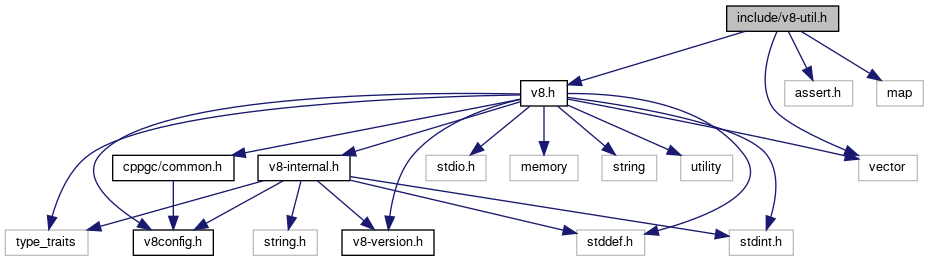 include/v8-util.h
v8.h
assert.h
map
cppgc/common.h
v8-internal.h
stdio.h
memory
string
utility
vector
type_traits
v8config.h
string.h
v8-version.h
stddef.h
stdint.h